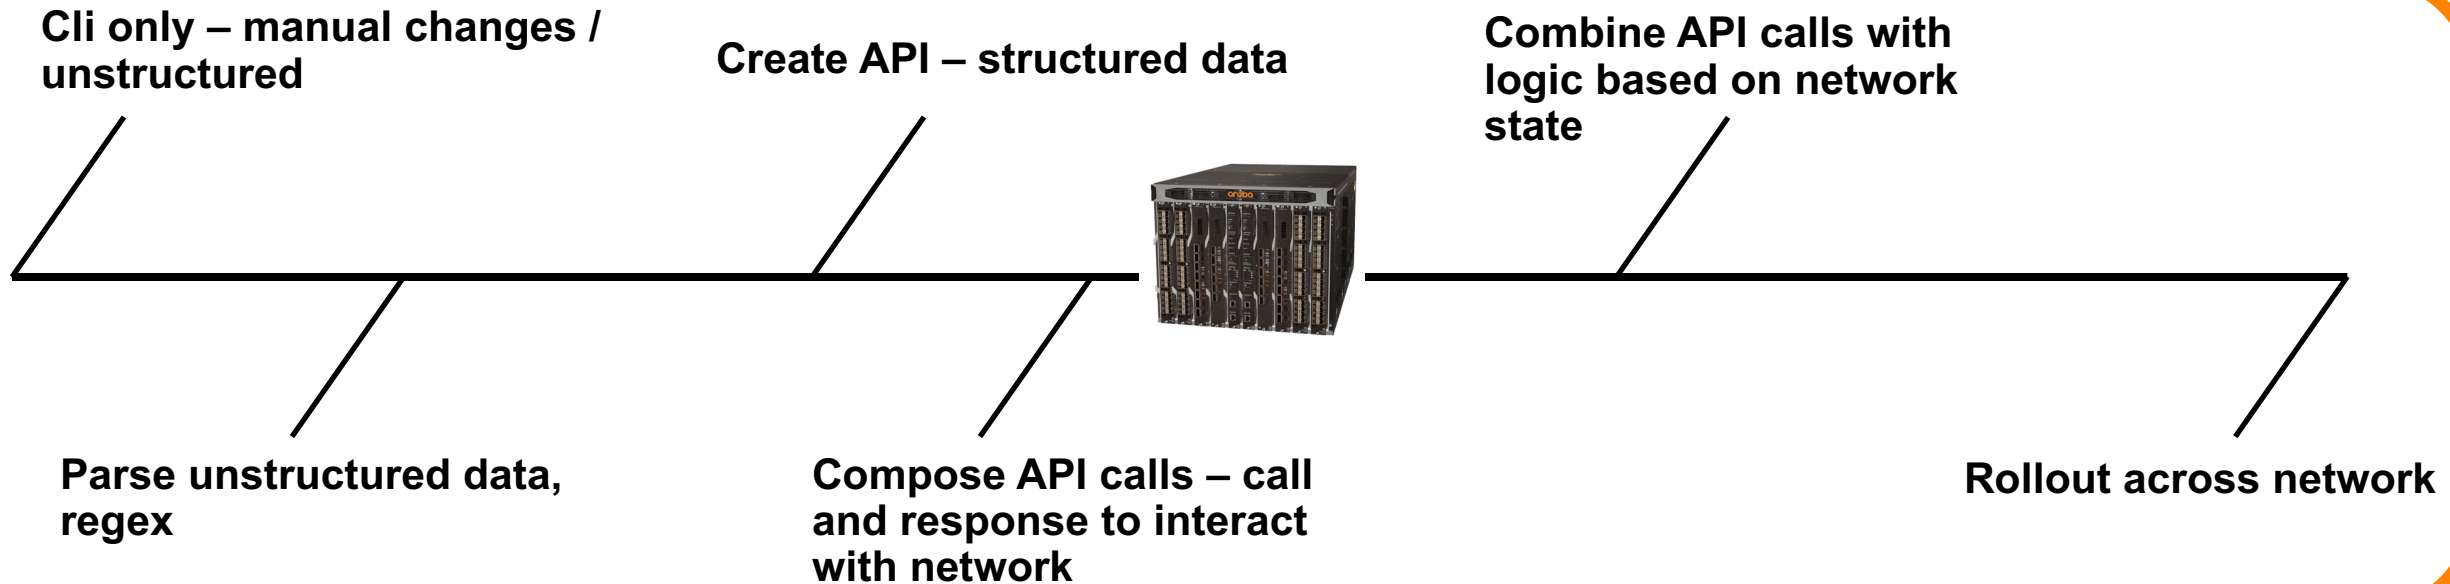 Cli only – manual changes /
unstructured
Create API – structured data
Combine API calls with
logic based on network
state
aruba
Parse unstructured data,
regex
Compose API calls – call
and response to interact
with network
Rollout across network